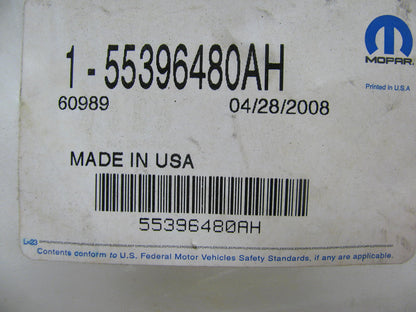 MOPAR
1 - 55396480AH
Printed in U.S.A
60989 04/28/2008
MADE IN USA
55396480AH
L-03
Contents conform to U.S. Federal Motor Vehicles Safety Standards, if any are applicable.